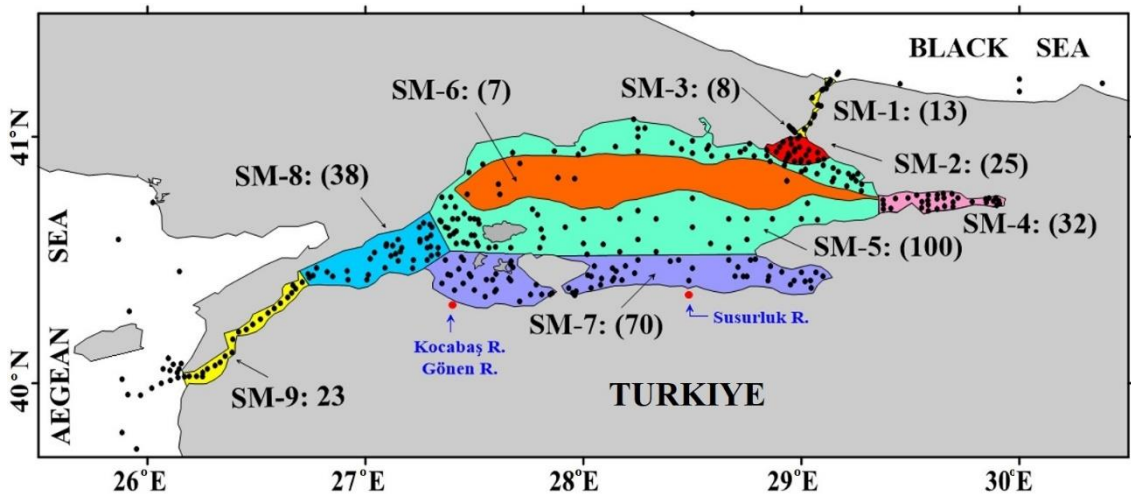 BLACK SEA
SM-6: (7)
SM-3: (8)
SM-1: (13)
41°N
SM-8: (38)
SM-2: (25)
SM-4: (32)
SM-5: (100)
AEGEAN SEA
SM-7: (70)
Susurluk R.
Kocabaş R.
Gönen R.
SM-9: 23
TURKIYE
40°N
26°E 27°E 28°E 29°E 30°E